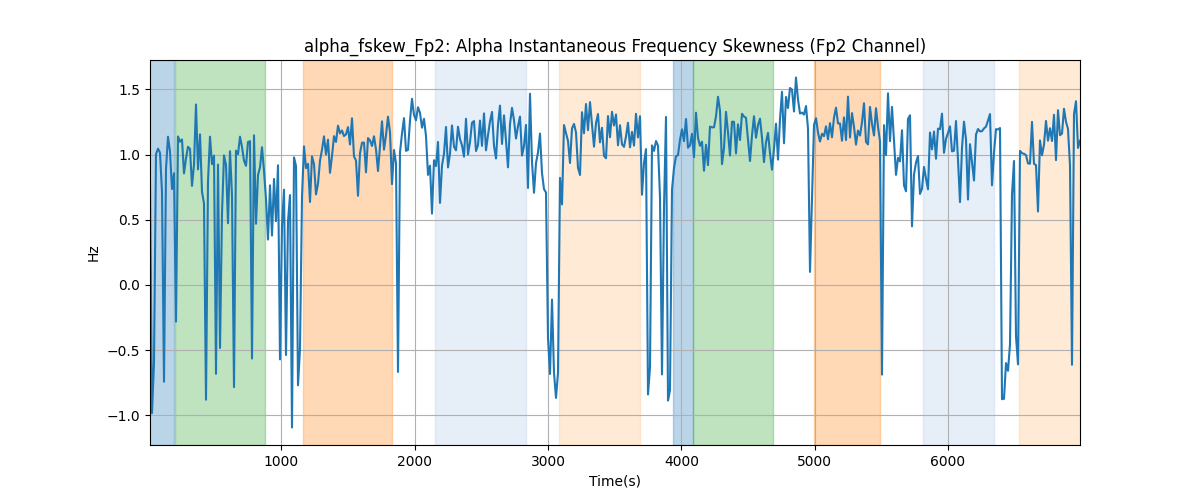 alpha_fskew_Fp2: Alpha Instantaneous Frequency Skewness (Fp2 Channel)
1.5
1.0
0.5
0.0
−0.5
−1.0
Hz
1000 2000 3000 4000 5000 6000
Time(s)